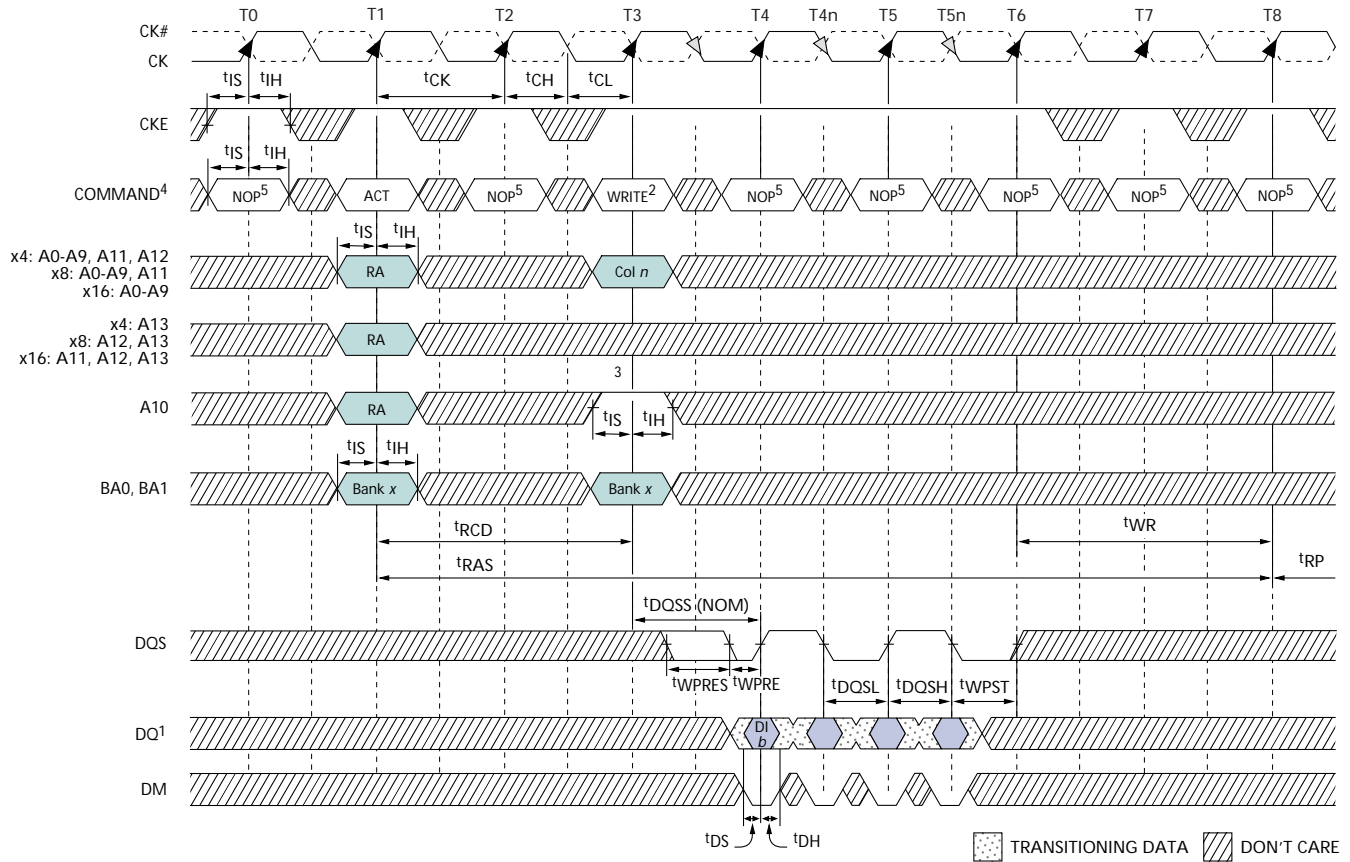 T0 T1 T2 T3 T4 T4n T5 T5n T6 T7 T8
CK#
CK
tIS tIH tCK tCH tCL
CKE
tIS tIH
COMMAND4 NOP5 ACT NOP5 WRITE2 NOP5 NOP5 NOP5 NOP5 NOP5
tIS tIH
x4: A0-A9, A11, A12
x8: A0-A9, A11
x16: A0-A9
RA Col n
x4: A13
x8: A12, A13
x16: A11, A12, A13
RA
3
A10 RA
tIS tIH
tIS tIH
BA0, BA1 Bank x Bank x
tRCD tWR
tRAS tRP
tDQSS (NOM)
DQS
tWPRES tWPRE tDQSL tDQSH tWPST
DQ1 DI
b
DM
tDS tDH
TRANSITIONING DATA DON'T CARE